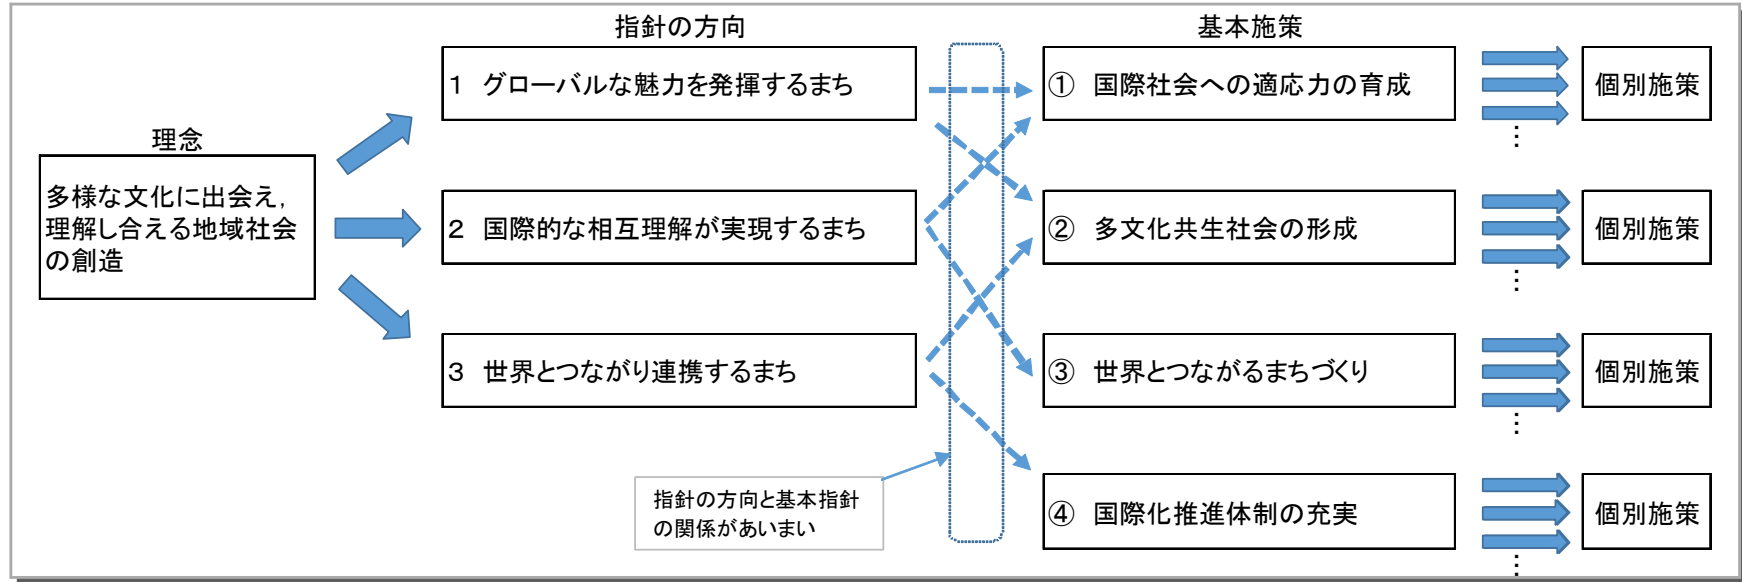 指針の方向
基本施策
1 グローバルな魅力を発揮するまち
① 国際社会への適応力の育成
個別施策
⋮
理念
多様な文化に出会え,
理解し合える地域社会
の創造
2 国際的な相互理解が実現するまち
② 多文化共生社会の形成
個別施策
⋮
3 世界とつながり連携するまち
③ 世界とつながるまちづくり
個別施策
⋮
指針の方向と基本指針
の関係があいまい
④ 国際化推進体制の充実
個別施策
⋮